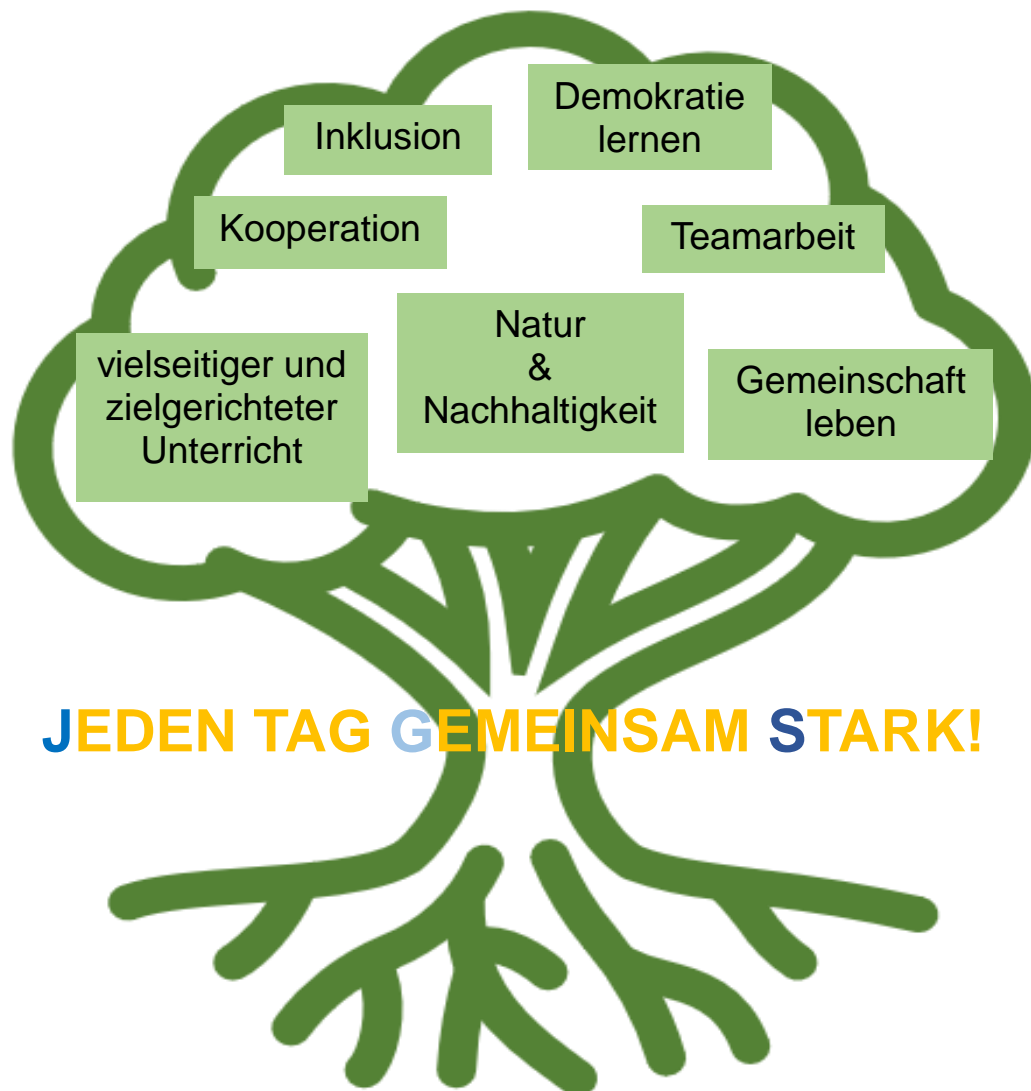 Inklusion
Demokratie
lernen
Kooperation
Teamarbeit
vielseitiger und
zielgerichteter
Unterricht
Natur
&
Nachhaltigkeit
Gemeinschaft
leben
JEDEN TAG GEMEINSAM STARK!